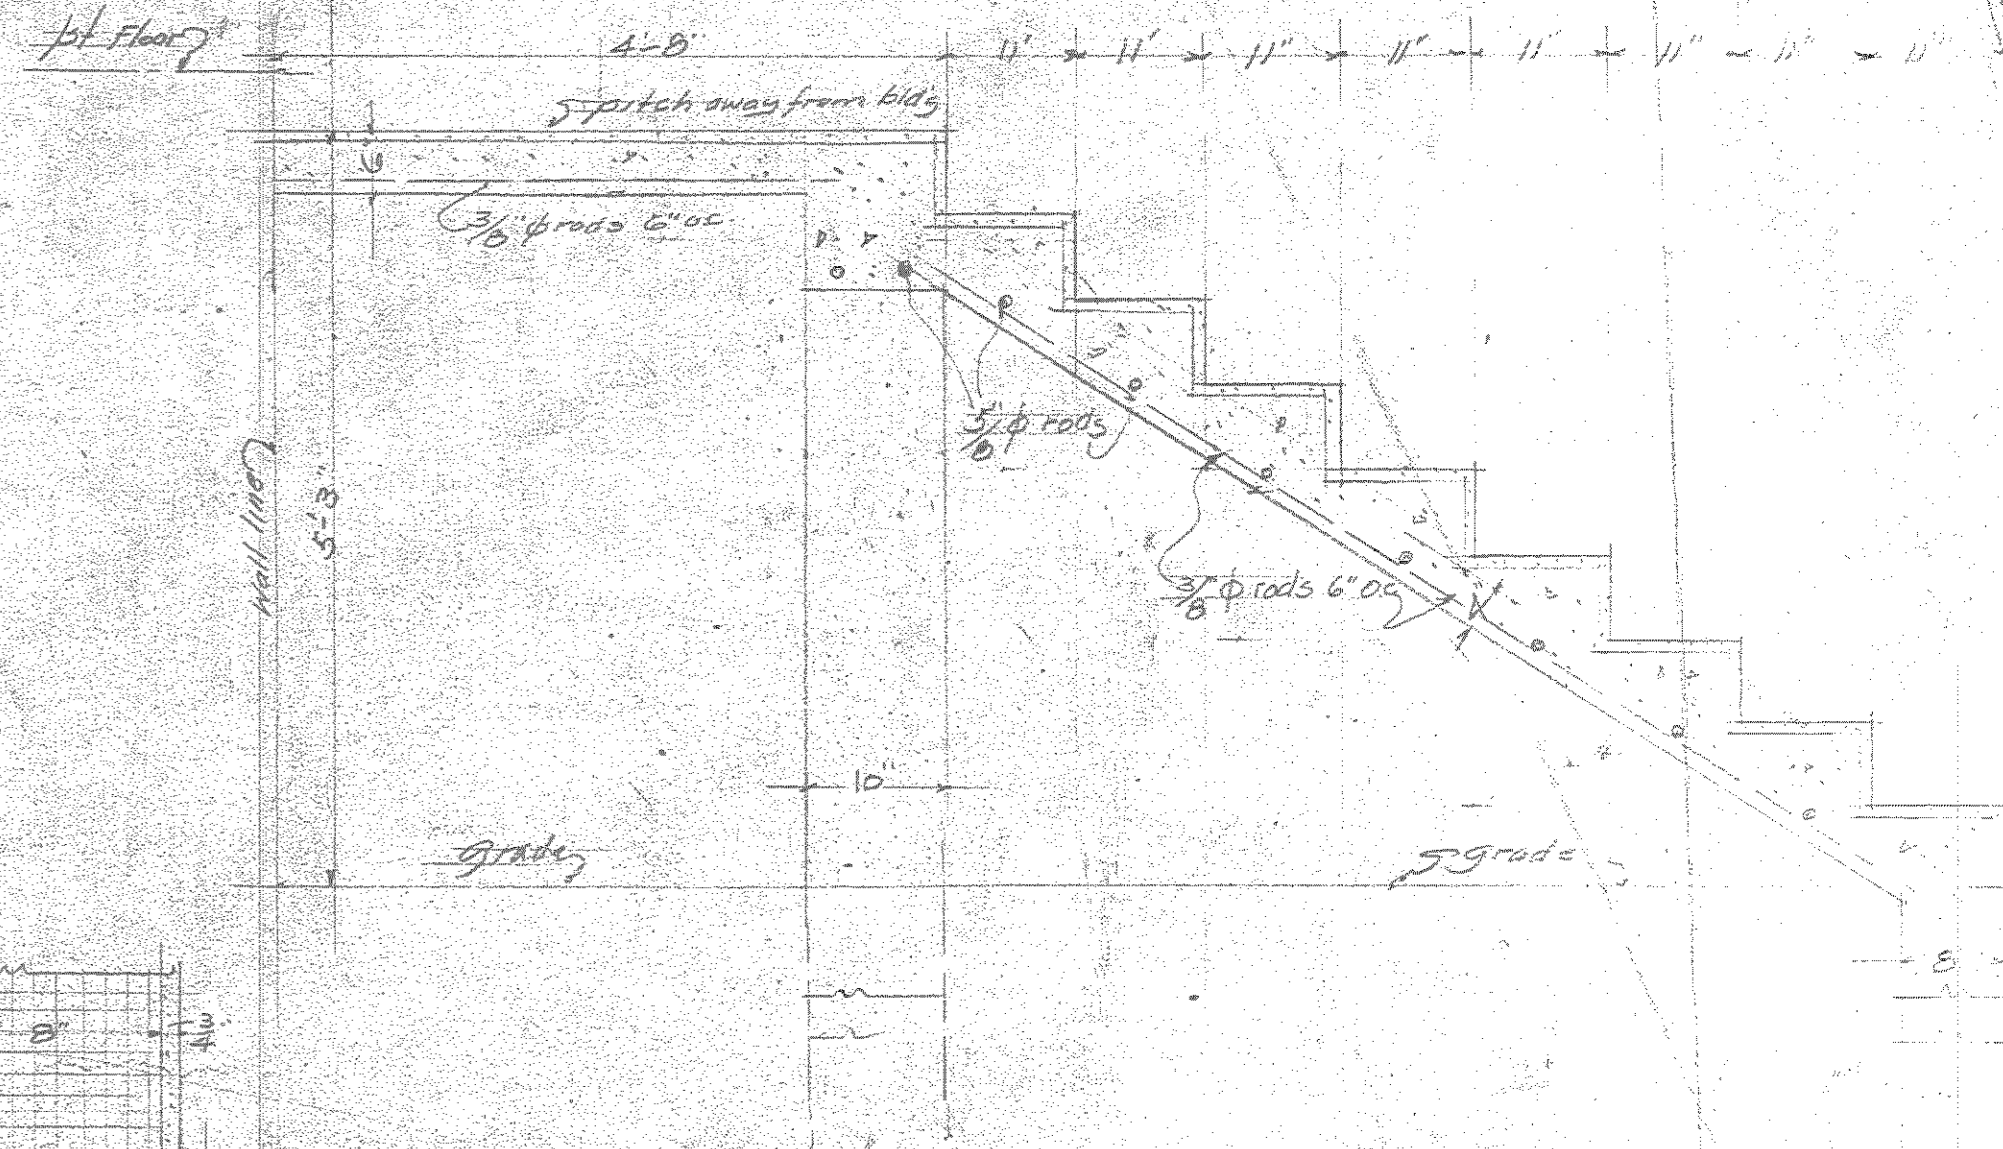 1st Floor
4'-8"
11" 11" 11" 11" 11" 11" 11" 11"
pitch away from bldg
6"
3/8" φ rods 6" oc
5/8" φ rods
Wall line
5'-3"
3/8" φ rods 6" O.C.
10"
Grade
Grade
8"
3/4"